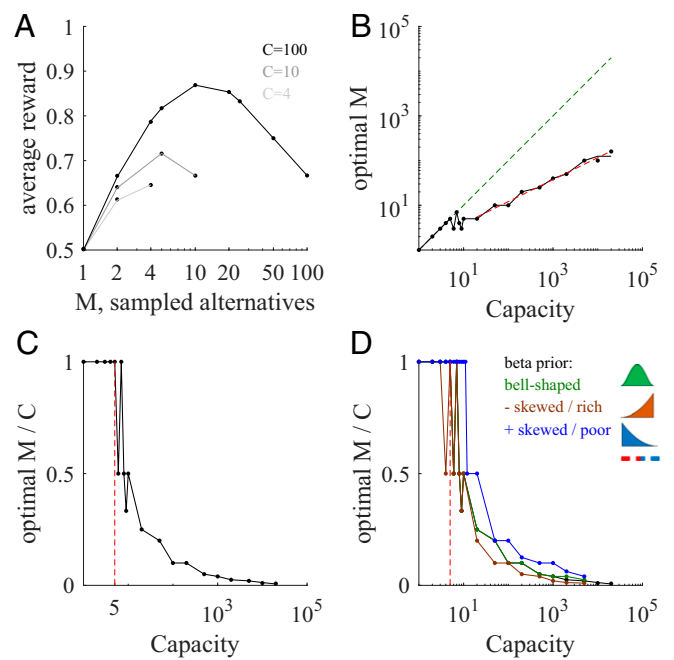 A
1
0.9
0.8
0.7
0.6
0.5
average reward
C=100
C=10
C=4
1 2 4 10 20 50 100
M, sampled alternatives
B
10^5
10^3
10^1
optimal M
10^1 10^3 10^5
Capacity
C
1
0.5
0
optimal M / C
5 10^3 10^5
Capacity
D
1
0.5
0
optimal M / C
beta prior:
bell-shaped
- skewed / rich
+ skewed / poor
10^1 10^3 10^5
Capacity